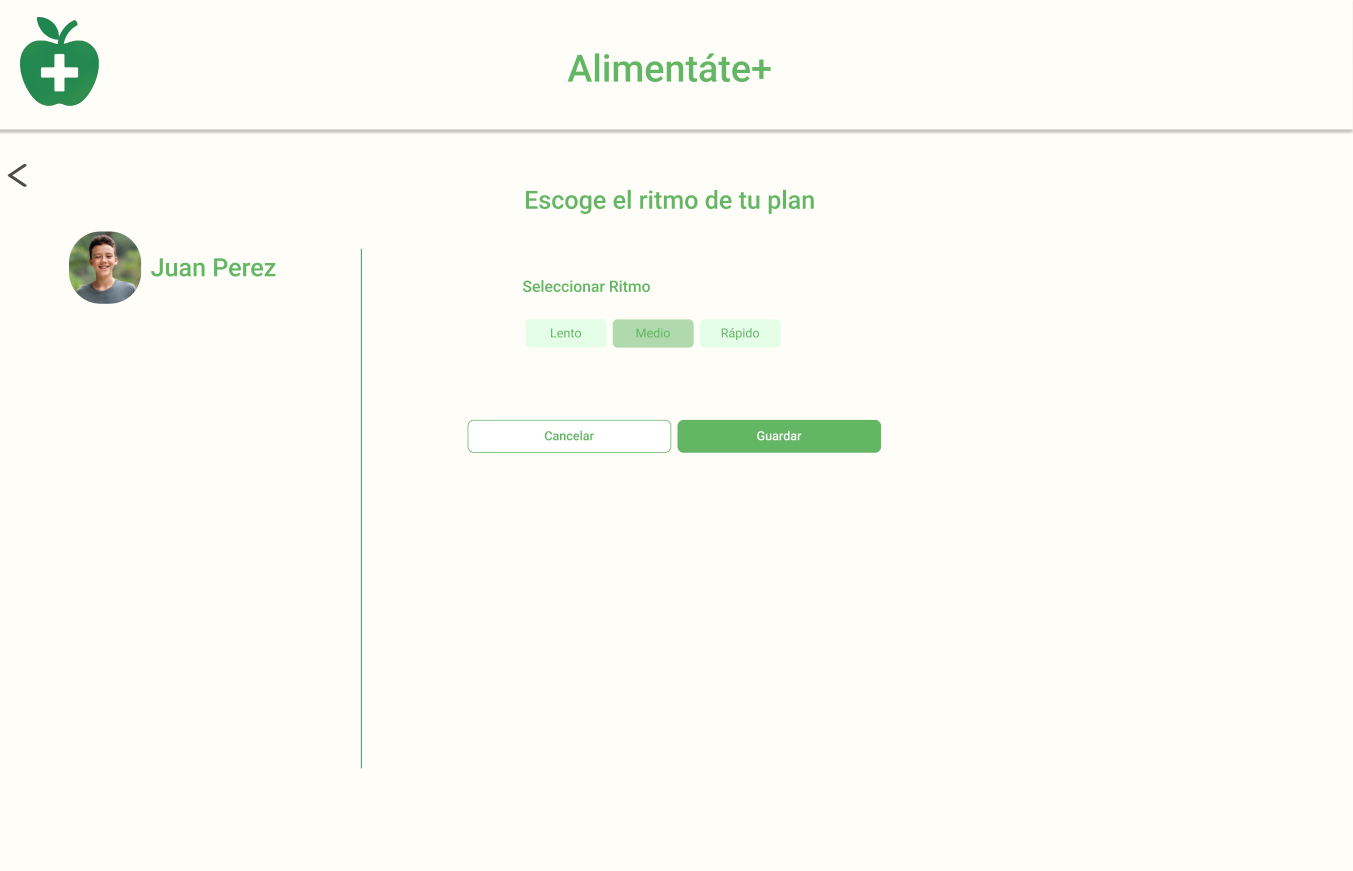 Alimentáte+
Escoge el ritmo de tu plan
Juan Perez
Seleccionar Ritmo
Lento Medio Rápido
Cancelar Guardar